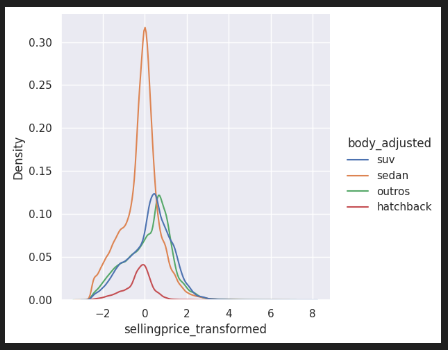 0.30
0.25
0.20
0.15
0.10
0.05
0.00
Density
−2 0 2 4 6 8
sellingprice_transformed
body_adjusted
suv
sedan
outros
hatchback